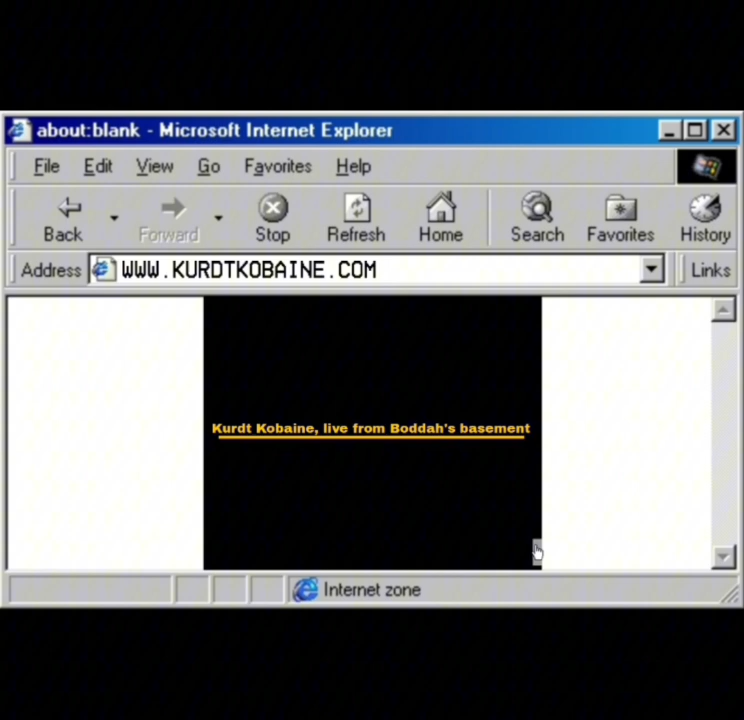 about:blank - Microsoft Internet Explorer
File Edit View Go Favorites Help
Back Forward Stop Refresh Home Search Favorites History
Address WWW.KURDTKOBAINE.COM Links
Kurdt Kobaine, live from Boddah's basement
Internet zone